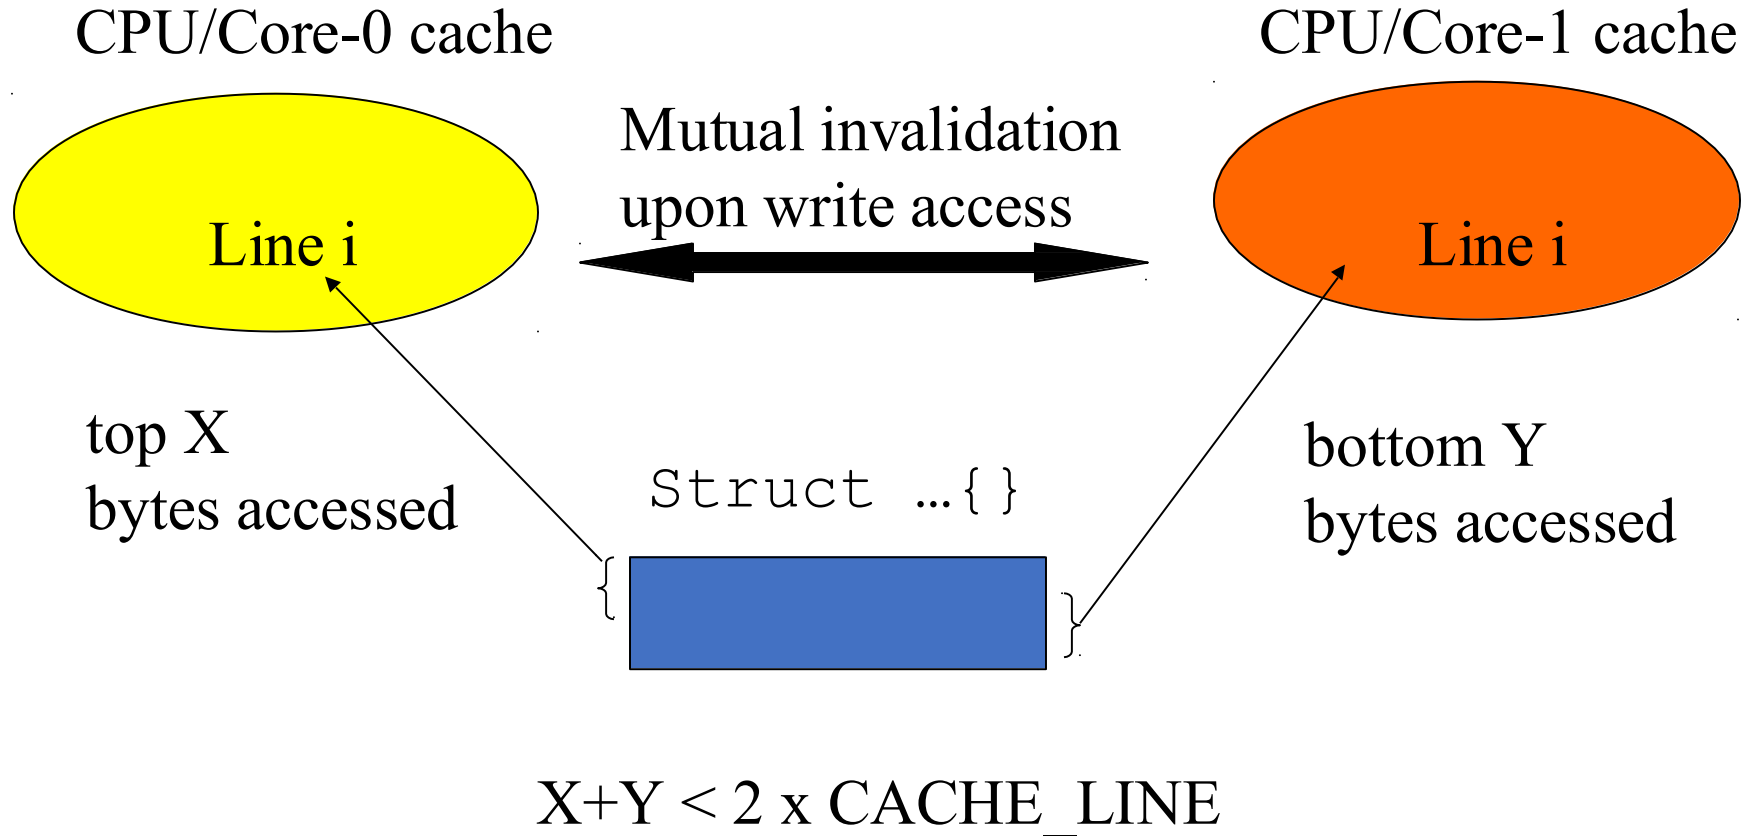 CPU/Core-0 cache
CPU/Core-1 cache
Mutual invalidation
upon write access
Line i
Line i
top X
bytes accessed
bottom Y
bytes accessed
Struct …{}
X+Y < 2 x CACHE_LINE